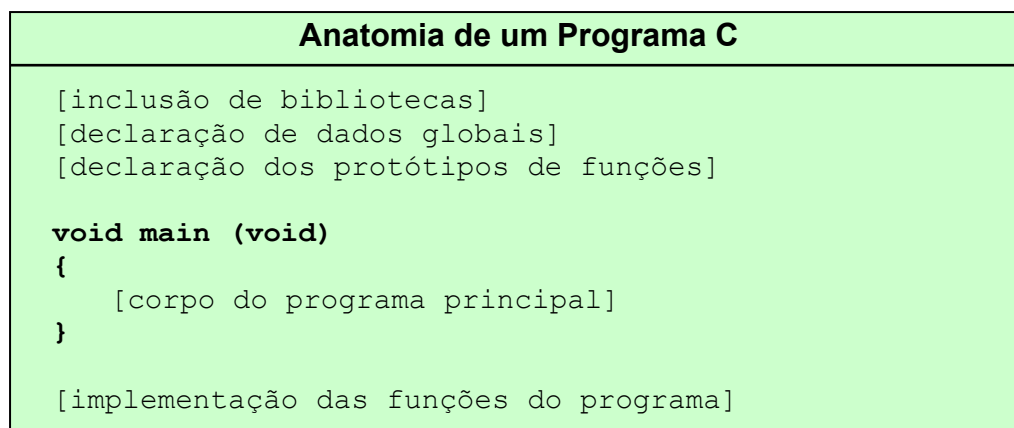 Anatomia de um Programa C
[inclusão de bibliotecas]
[declaração de dados globais]
[declaração dos protótipos de funções]
void main (void)
{
[corpo do programa principal]
}
[implementação das funções do programa]